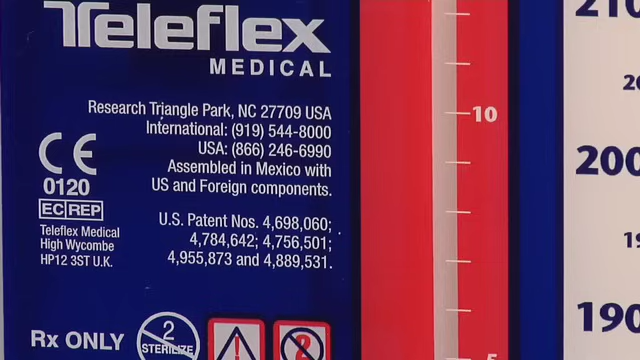 Teleflex
MEDICAL
Research Triangle Park, NC 27709 USA
International: (919) 544-8000
USA: (866) 246-6990
Assembled in Mexico with
US and Foreign components.
CE
0120
EC REP
Teleflex Medical
High Wycombe
HP12 3ST U.K.
U.S. Patent Nos. 4,698,060;
4,784,642; 4,756,501;
4,955,873 and 4,889,531.
Rx ONLY
2
STERILIZE
!
2
10
5
210
200
190